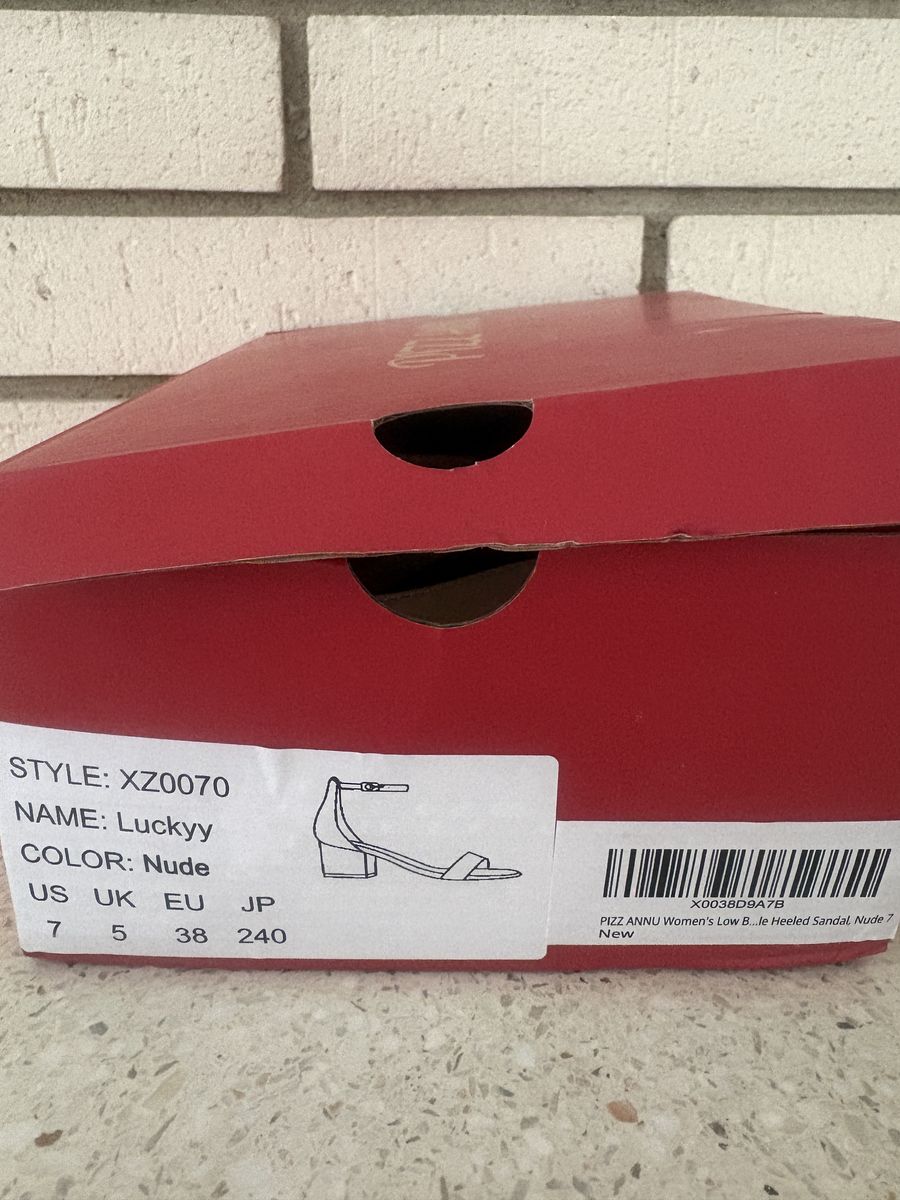 STYLE: XZ0070
NAME: Luckyy
COLOR: Nude
US UK EU JP
7 5 38 240
X0038D9A7B
PIZZ ANNU Women's Low B...le Heeled Sandal, Nude 7
New